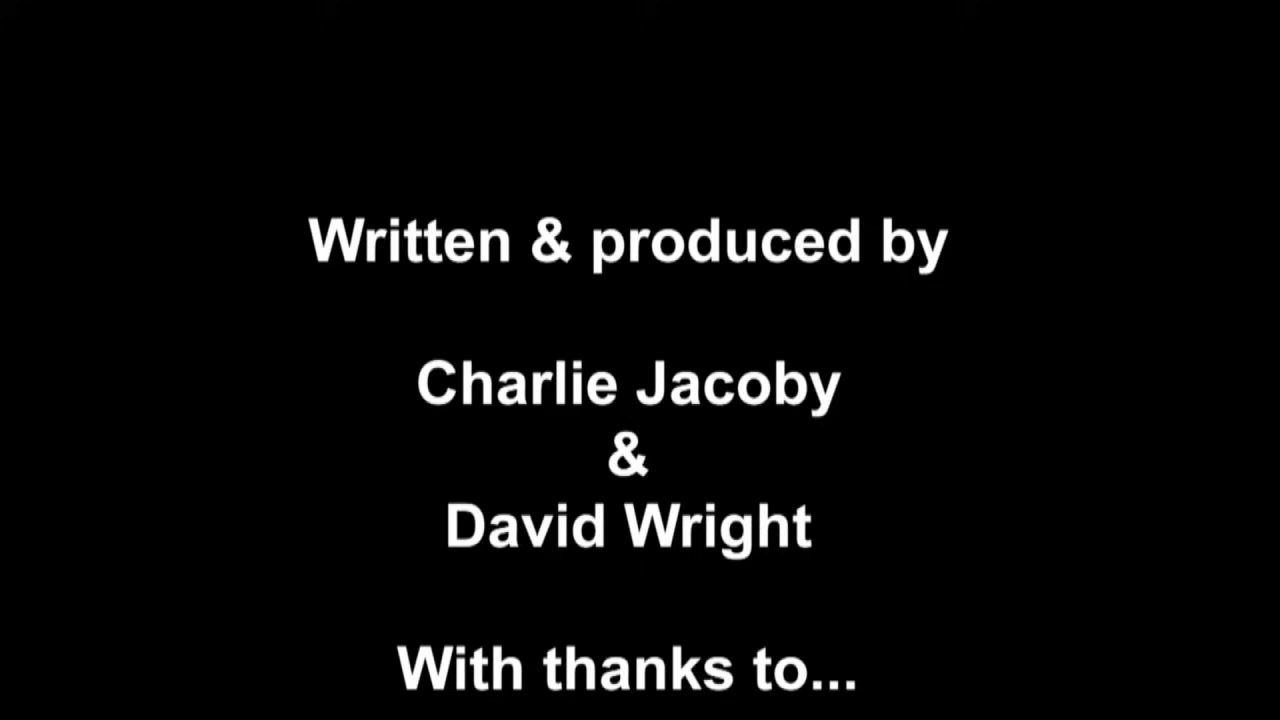 Written & produced by
Charlie Jacoby
&
David Wright
With thanks to...